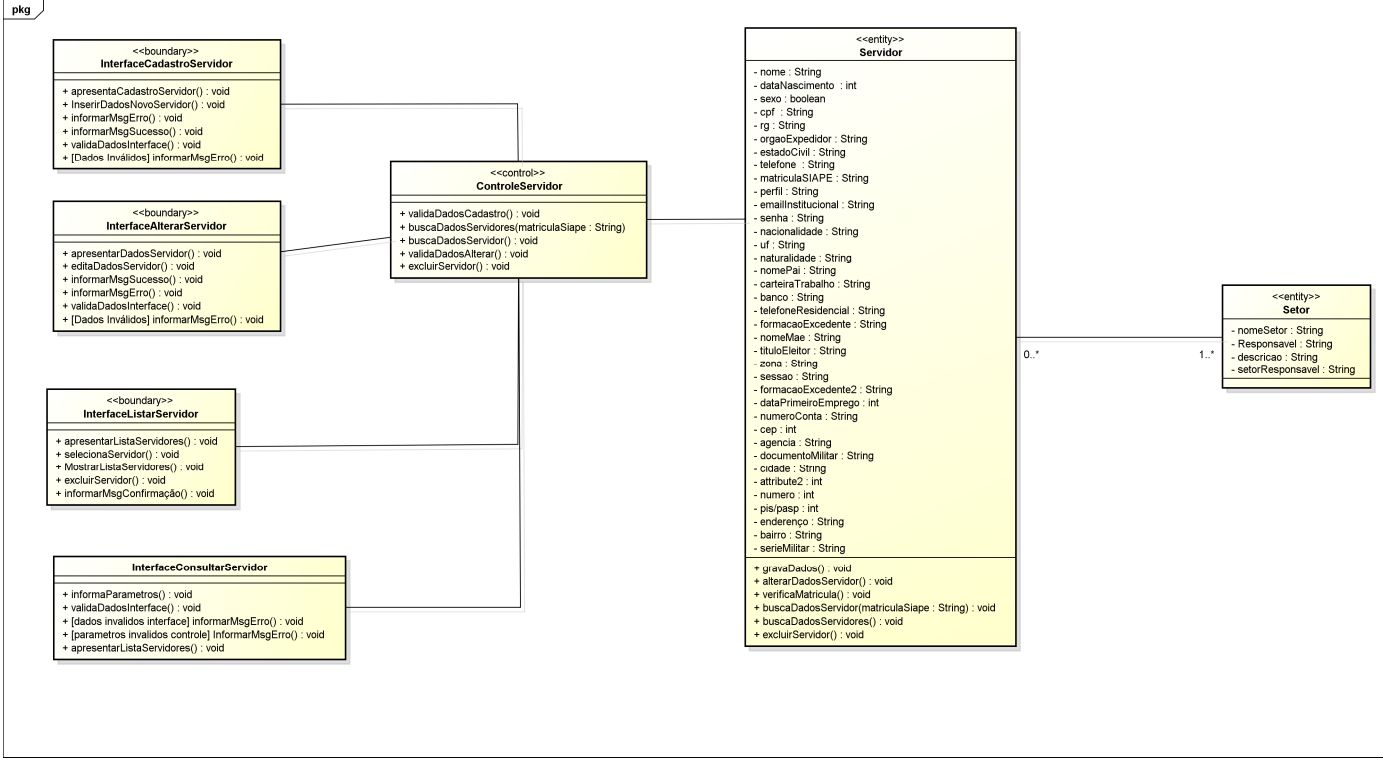 pkg
<<boundary>>
InterfaceCadastroServidor
+ apresentaCadastroServidor() : void
+ InserirDadosNovoServidor() : void
+ informarMsgErro() : void
+ informarMsgSucesso() : void
+ validaDadosInterface() : void
+ [Dados Inválidos] informarMsgErro() : void
<<boundary>>
InterfaceAlterarServidor
+ apresentarDadosServidor() : void
+ editaDadosServidor() : void
+ informarMsgSucesso() : void
+ informarMsgErro() : void
+ validaDadosInterface() : void
+ [Dados Inválidos] informarMsgErro() : void
<<boundary>>
InterfaceListarServidor
+ apresentarListaServidores() : void
+ selecionaServidor() : void
+ MostrarListaServidores() : void
+ excluirServidor() : void
+ informarMsgConfirmação() : void
InterfaceConsultarServidor
+ informaParametros() : void
+ validaDadosInterface() : void
+ [dados invalidos interface] informarMsgErro() : void
+ [parametros invalidos controle] InformarMsgErro() : void
+ apresentarListaServidores() : void
<<control>>
ControleServidor
+ validaDadosCadastro() : void
+ buscaDadosServidores(matriculaSiape : String)
+ buscaDadosServidor() : void
+ validaDadosAlterar() : void
+ excluirServidor() : void
<<entity>>
Servidor
- nome : String
- dataNascimento : int
- sexo : boolean
- cpf : String
- rg : String
- orgaoExpedidor : String
- estadoCivil : String
- telefone : String
- matriculaSIAPE : String
- perfil : String
- emailInstitucional : String
- senha : String
- nacionalidade : String
- uf : String
- naturalidade : String
- nomePai : String
- carteiraTrabalho : String
- banco : String
- telefoneResidencial : String
- formacaoExcedente : String
- nomeMae : String
- tituloEleitor : String
- zona : String
- sessao : String
- formacaoExcedente2 : String
- dataPrimeiroEmprego : int
- numeroConta : String
- cep : int
- agencia : String
- documentoMilitar : String
- cidade : String
- attribute2 : int
- numero : int
- pis/pasp : int
- enderenço : String
- bairro : String
- serieMilitar : String
+ gravaDados() : void
+ alterarDadosServidor() : void
+ verificaMatricula() : void
+ buscaDadosServidor(matriculaSiape : String) : void
+ buscaDadosServidores() : void
+ excluirServidor() : void
0..*
1..*
<<entity>>
Setor
- nomeSetor : String
- Responsavel : String
- descricao : String
- setorResponsavel : String